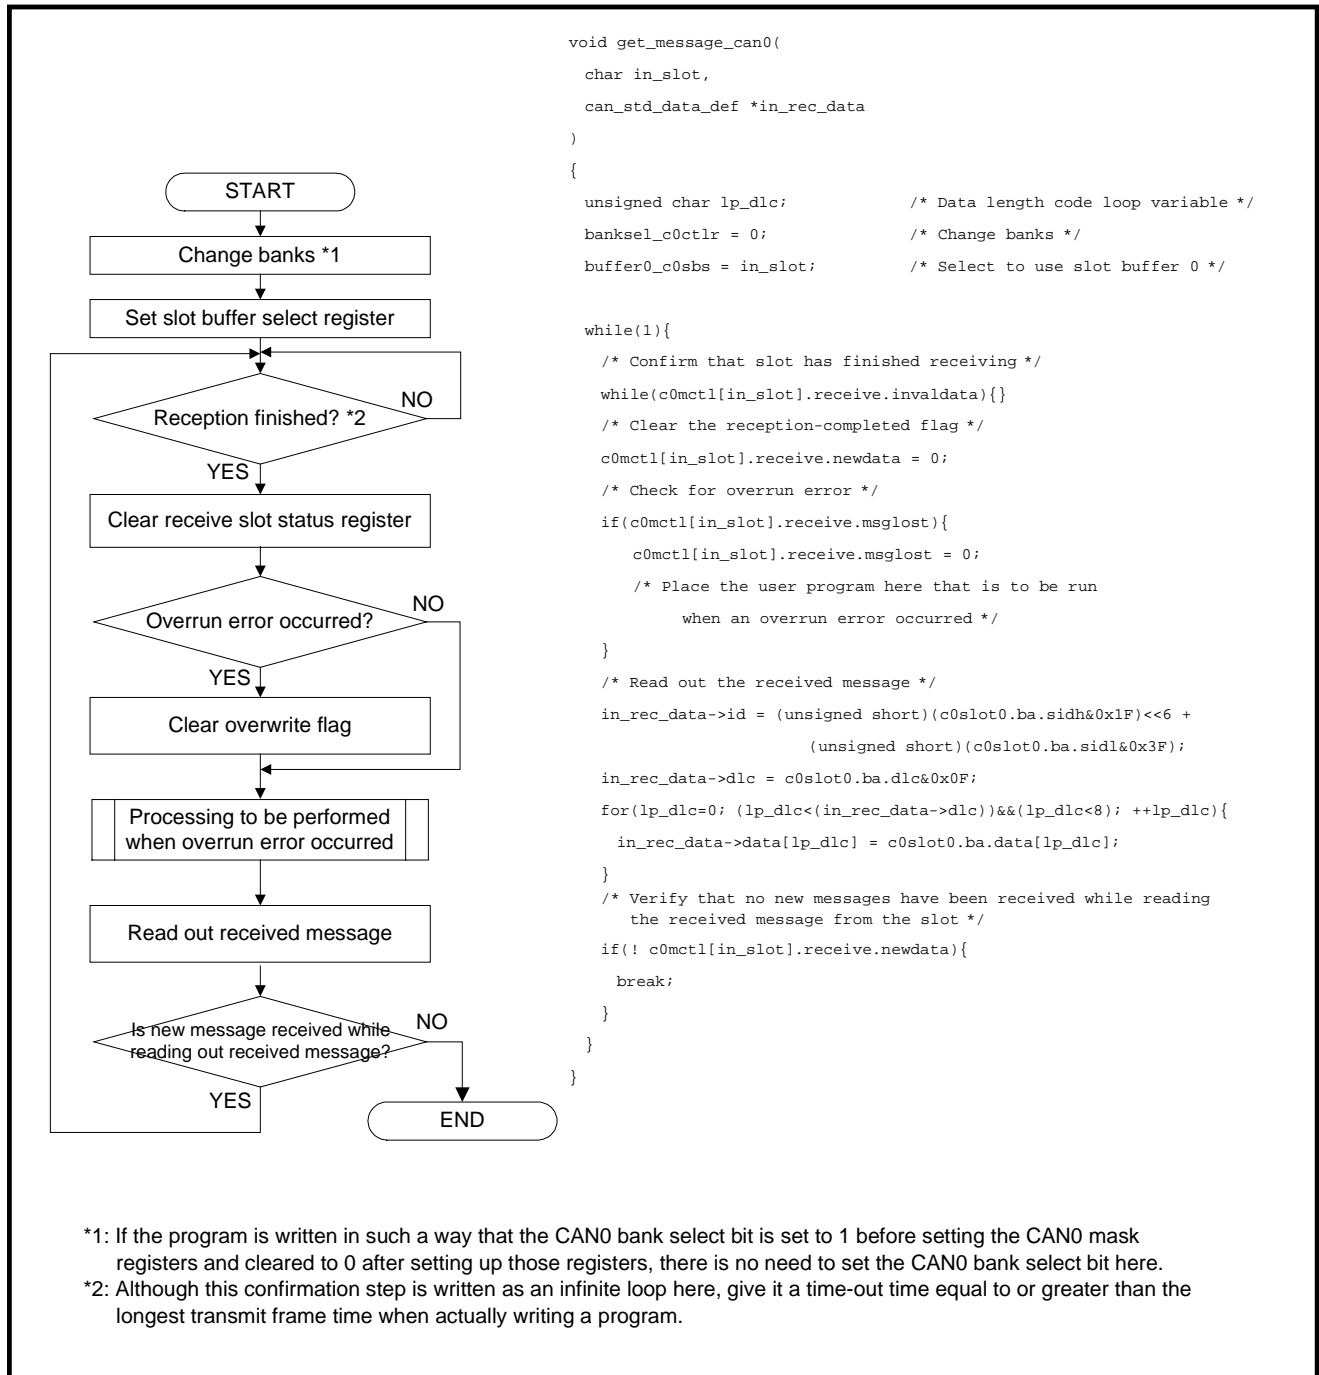 START
Change banks *1
Set slot buffer select register
Reception finished? *2
NO
YES
Clear receive slot status register
Overrun error occurred?
NO
YES
Clear overwrite flag
Processing to be performed
when overrun error occurred
Read out received message
Is new message received while
reading out received message?
NO
YES
END
void get_message_can0(
char in_slot,
can_std_data_def *in_rec_data
)
{
unsigned char lp_dlc; /* Data length code loop variable */
banksel_c0ctlr = 0; /* Change banks */
buffer0_c0sbs = in_slot; /* Select to use slot buffer 0 */
while(1){
/* Confirm that slot has finished receiving */
while(c0mctl[in_slot].receive.invaldata){}
/* Clear the reception-completed flag */
c0mctl[in_slot].receive.newdata = 0;
/* Check for overrun error */
if(c0mctl[in_slot].receive.msglost){
c0mctl[in_slot].receive.msglost = 0;
/* Place the user program here that is to be run
when an overrun error occurred */
}
/* Read out the received message */
in_rec_data->id = (unsigned short)(c0slot0.ba.sidh&0x1F)<<6 +
(unsigned short)(c0slot0.ba.sidl&0x3F);
in_rec_data->dlc = c0slot0.ba.dlc&0x0F;
for(lp_dlc=0; (lp_dlc<(in_rec_data->dlc))&&(lp_dlc<8); ++lp_dlc){
in_rec_data->data[lp_dlc] = c0slot0.ba.data[lp_dlc];
}
/* Verify that no new messages have been received while reading
the received message from the slot */
if(! c0mctl[in_slot].receive.newdata){
break;
}
}
}
*1: If the program is written in such a way that the CAN0 bank select bit is set to 1 before setting the CAN0 mask
registers and cleared to 0 after setting up those registers, there is no need to set the CAN0 bank select bit here.
*2: Although this confirmation step is written as an infinite loop here, give it a time-out time equal to or greater than the
longest transmit frame time when actually writing a program.